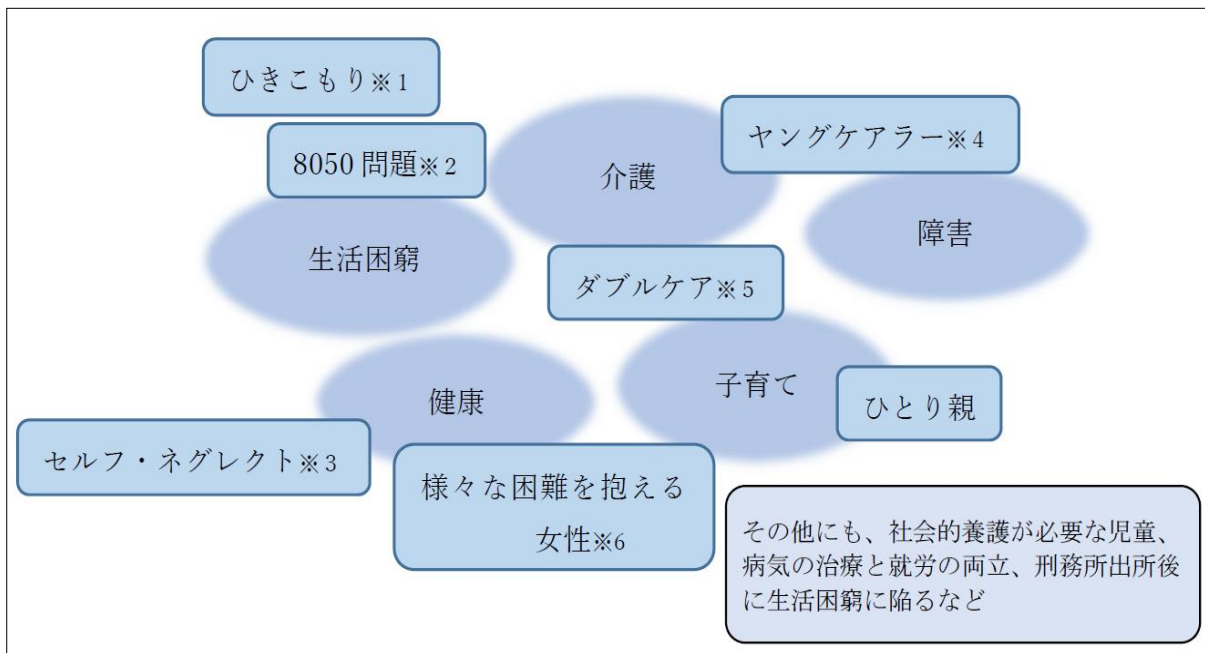 ひきこもり※1
8050問題※2
介護
ヤングケアラー※4
生活困窮
障害
ダブルケア※5
健康
子育て
ひとり親
セルフ・ネグレクト※3
様々な困難を抱える
女性※6
その他にも、社会的養護が必要な児童、
病気の治療と就労の両立、刑務所出所後
に生活困窮に陥るなど